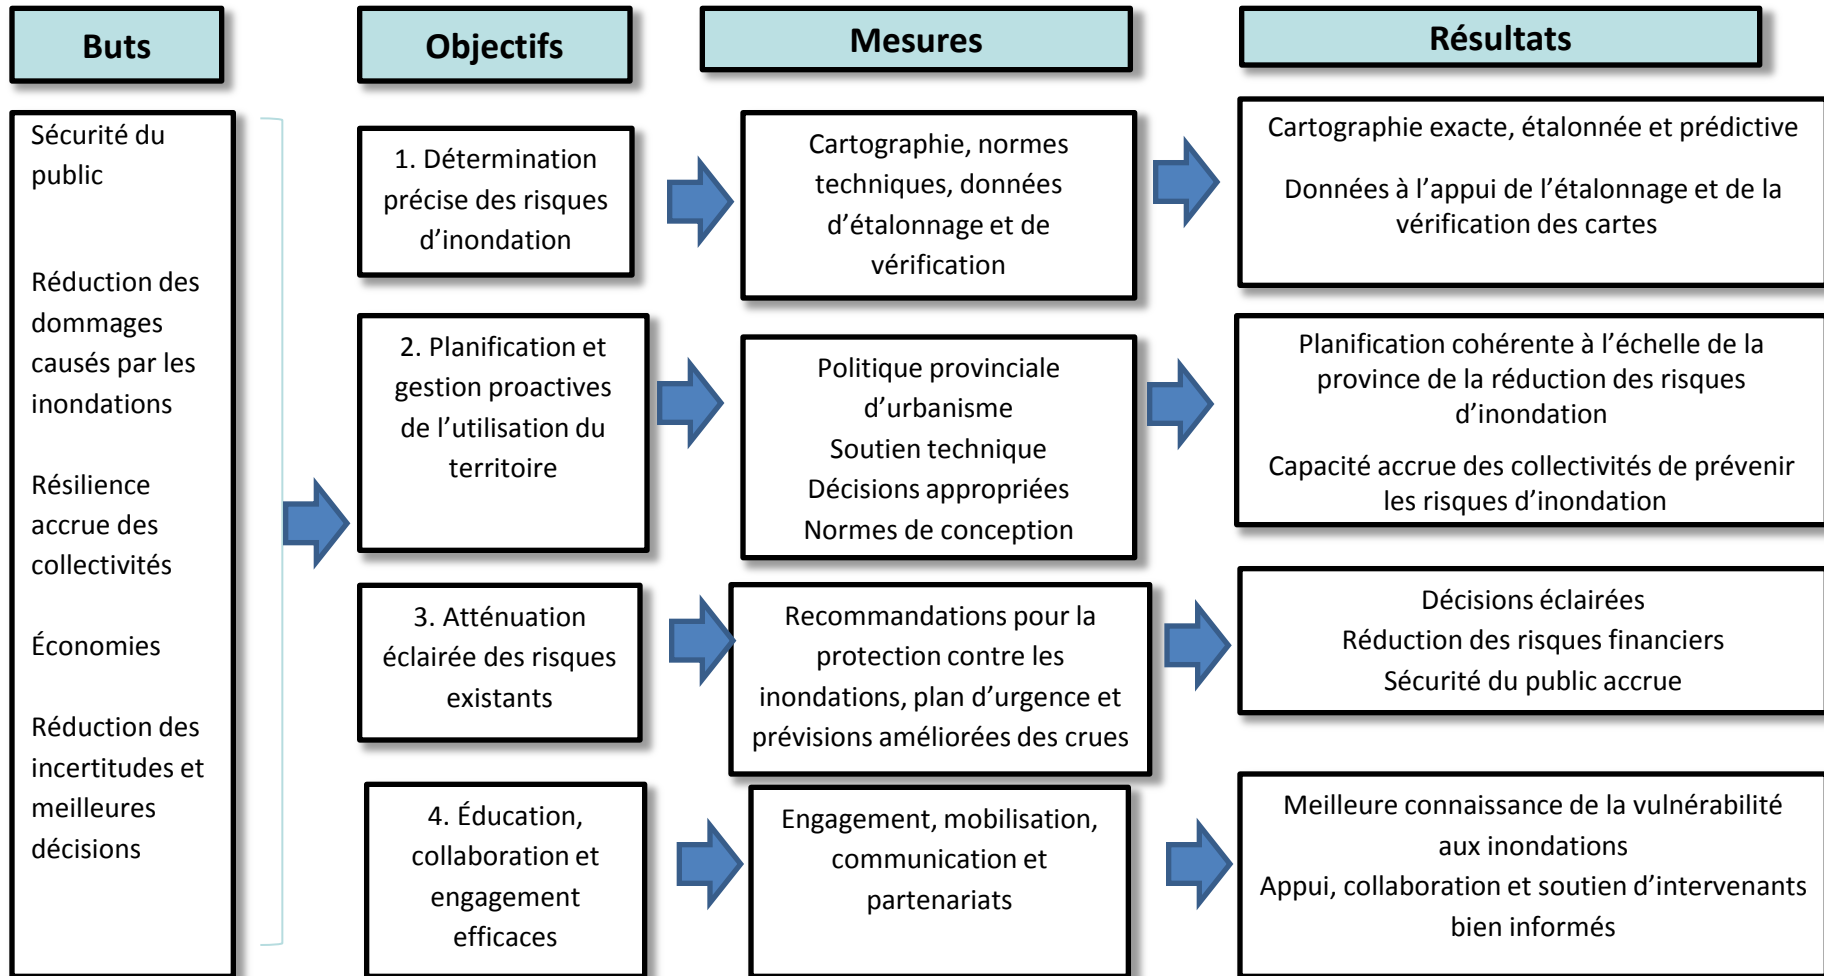 Buts
Objectifs
Mesures
Résultats
Sécurité du
public
Réduction des
dommages
causés par les
inondations
Résilience
accrue des
collectivités
Économies
Réduction des
incertitudes et
meilleures
décisions
1. Détermination
précise des risques
d’inondation
Cartographie, normes
techniques, données
d’étalonnage et de
vérification
Cartographie exacte, étalonnée et prédictive
Données à l’appui de l’étalonnage et de la
vérification des cartes
2. Planification et
gestion proactives
de l’utilisation du
territoire
Politique provinciale
d’urbanisme
Soutien technique
Décisions appropriées
Normes de conception
Planification cohérente à l’échelle de la
province de la réduction des risques
d’inondation
Capacité accrue des collectivités de prévenir
les risques d’inondation
3. Atténuation
éclairée des risques
existants
Recommandations pour la
protection contre les
inondations, plan d’urgence et
prévisions améliorées des crues
Décisions éclairées
Réduction des risques financiers
Sécurité du public accrue
4. Éducation,
collaboration et
engagement
efficaces
Engagement, mobilisation,
communication et
partenariats
Meilleure connaissance de la vulnérabilité
aux inondations
Appui, collaboration et soutien d’intervenants
bien informés